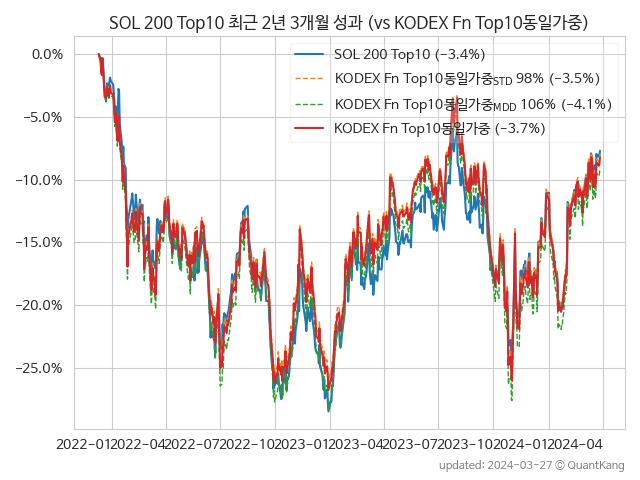 SOL 200 Top10 최근 2년 3개월 성과 (vs KODEX Fn Top10동일가중)
SOL 200 Top10 (−3.4%)
KODEX Fn Top10동일가중STD 98% (−3.5%)
KODEX Fn Top10동일가중MDD 106% (−4.1%)
KODEX Fn Top10동일가중 (−3.7%)
0.0%
−5.0%
−10.0%
−15.0%
−20.0%
−25.0%
2022-01 2022-04 2022-07 2022-10 2023-01 2023-04 2023-07 2023-10 2024-01 2024-04
updated: 2024-03-27 © QuantKang